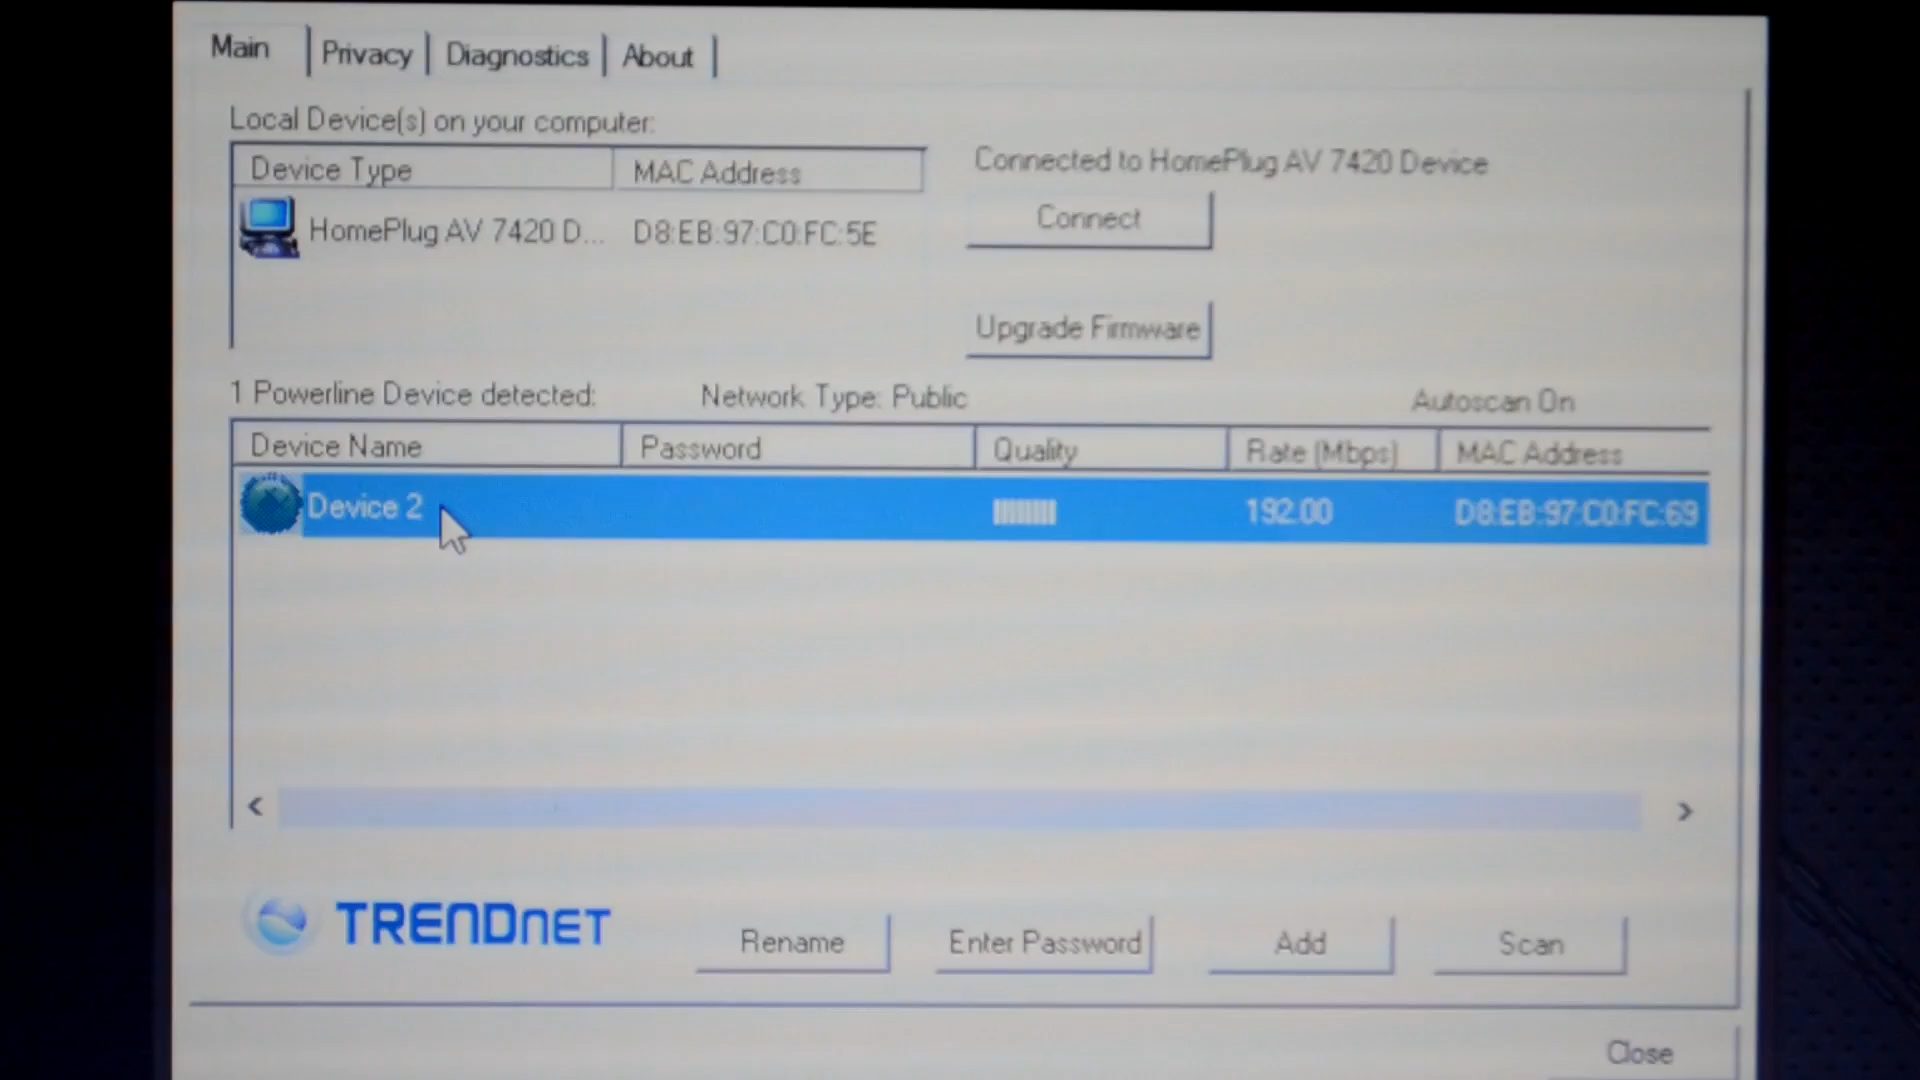 Main Privacy Diagnostics About
Local Device(s) on your computer:
Device Type MAC Address
Connected to HomePlug AV 7420 Device
HomePlug AV 7420 D... D8:EB:97:C0:FC:5E
Connect
Upgrade Firmware
1 Powerline Device detected: Network Type: Public Autoscan On
Device Name Password Quality Rate (Mbps) MAC Address
Device 2 192.00 D8:EB:97:C0:FC:69
< >
TRENDNET Rename Enter Password Add Scan
Close